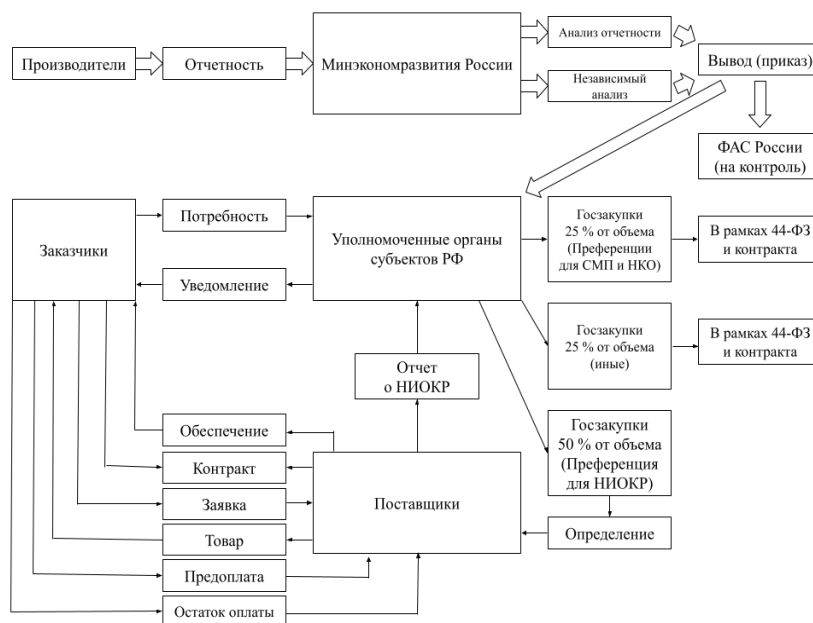 Производители
Отчетность
Минэкономразвития России
Анализ отчетности
Независимый
анализ
Вывод (приказ)
ФАС России
(на контроль)
Заказчики
Потребность
Уведомление
Уполномоченные органы
субъектов РФ
Госзакупки
25 % от объема
(Преференции
для СМП и НКО)
В рамках 44-ФЗ
и контракта
Госзакупки
25 % от объема
(иные)
В рамках 44-ФЗ
и контракта
Отчет
о НИОКР
Госзакупки
50 % от объема
(Преференция
для НИОКР)
Обеспечение
Контракт
Заявка
Товар
Предоплата
Остаток оплаты
Поставщики
Определение